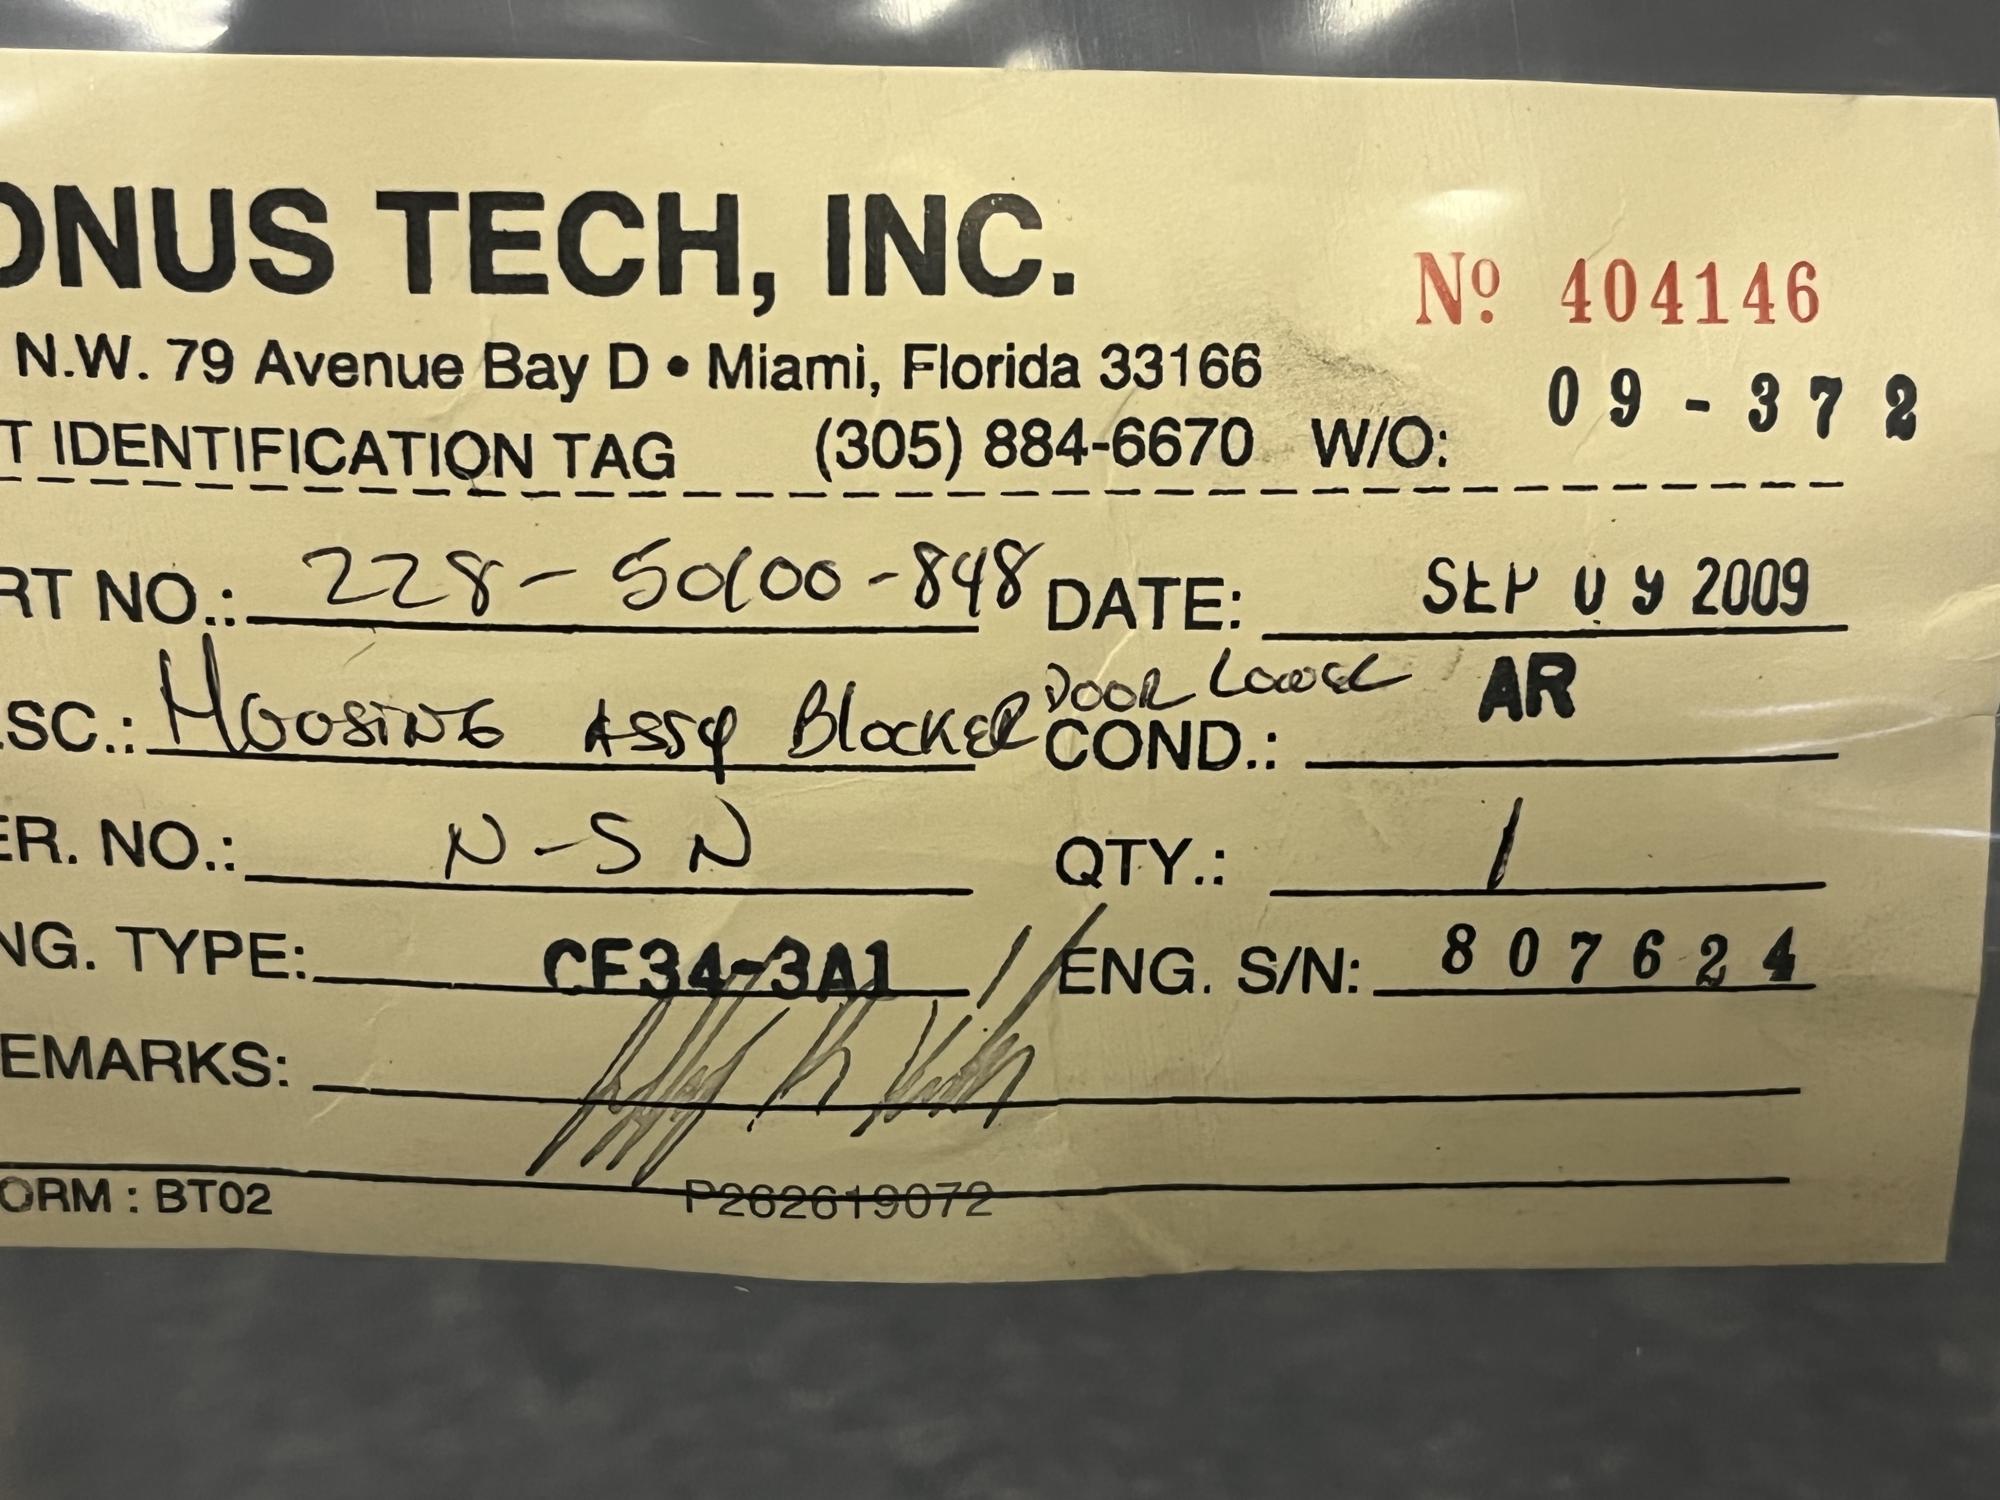 ONUS TECH, INC.
Nº 404146
N.W. 79 Avenue Bay D • Miami, Florida 33166
09-372
T IDENTIFICATION TAG (305) 884-6670 W/O:
RT NO.: 228-50100-848 DATE: SEP 09 2009
SC.: Hoosing Assy Blocker Door Lower COND.: AR
ER. NO.: N-SN QTY.: 1
NG. TYPE: CF34-3A1 ENG. S/N: 807624
EMARKS:
ORM : BT02 P262619072